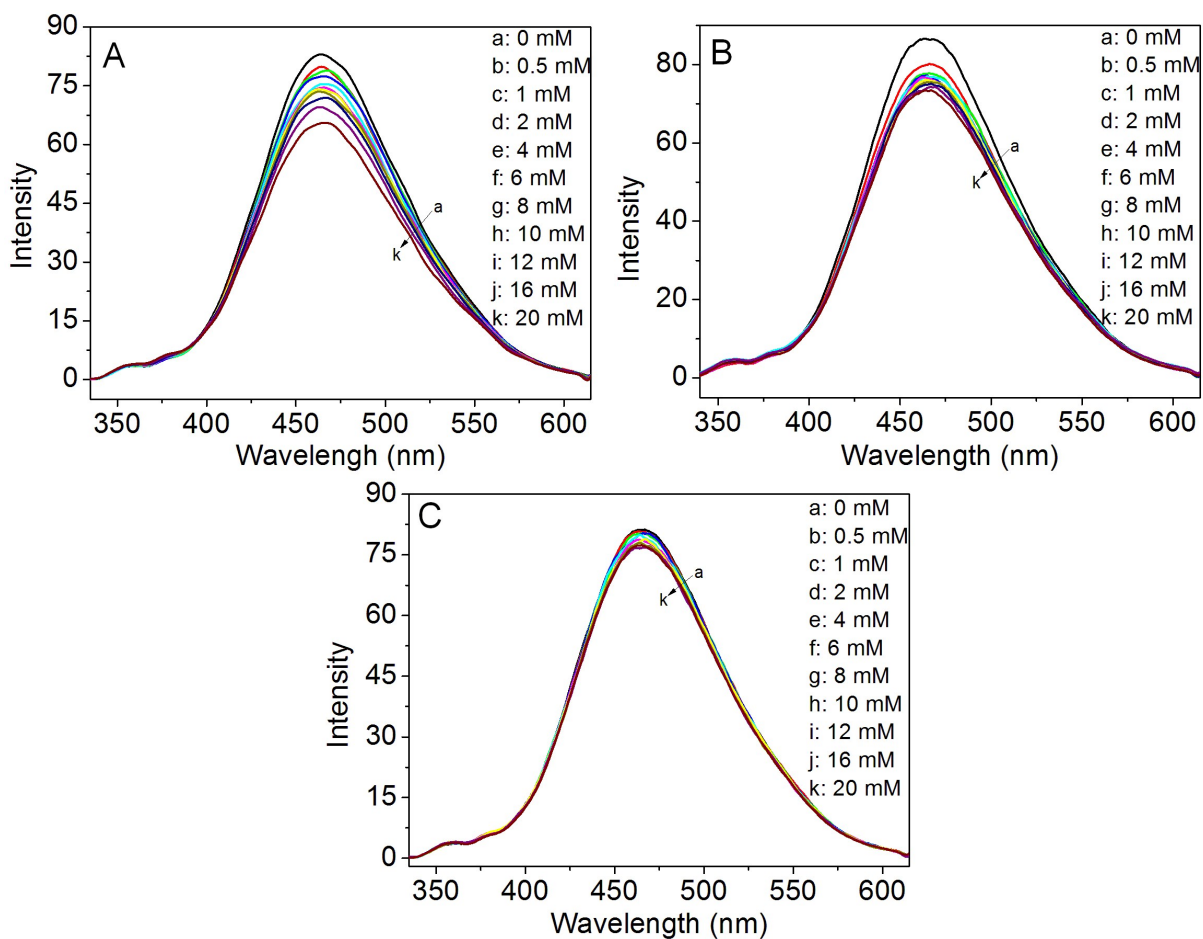 A
90
75
60
45
30
15
0
Intensity
a: 0 mM
b: 0.5 mM
c: 1 mM
d: 2 mM
e: 4 mM
f: 6 mM
g: 8 mM
h: 10 mM
i: 12 mM
j: 16 mM
k: 20 mM
a
k
350 400 450 500 550 600
Wavelengh (nm)
B
80
60
40
20
0
Intensity
a: 0 mM
b: 0.5 mM
c: 1 mM
d: 2 mM
e: 4 mM
f: 6 mM
g: 8 mM
h: 10 mM
i: 12 mM
j: 16 mM
k: 20 mM
a
k
350 400 450 500 550 600
Wavelength (nm)
C
90
75
60
45
30
15
0
Intensity
a: 0 mM
b: 0.5 mM
c: 1 mM
d: 2 mM
e: 4 mM
f: 6 mM
g: 8 mM
h: 10 mM
i: 12 mM
j: 16 mM
k: 20 mM
a
k
350 400 450 500 550 600
Wavelength (nm)